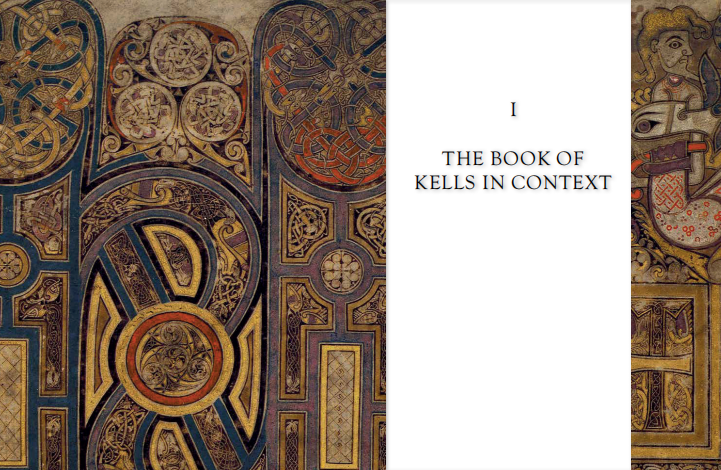 I
THE BOOK OF
KELLS IN CONTEXT